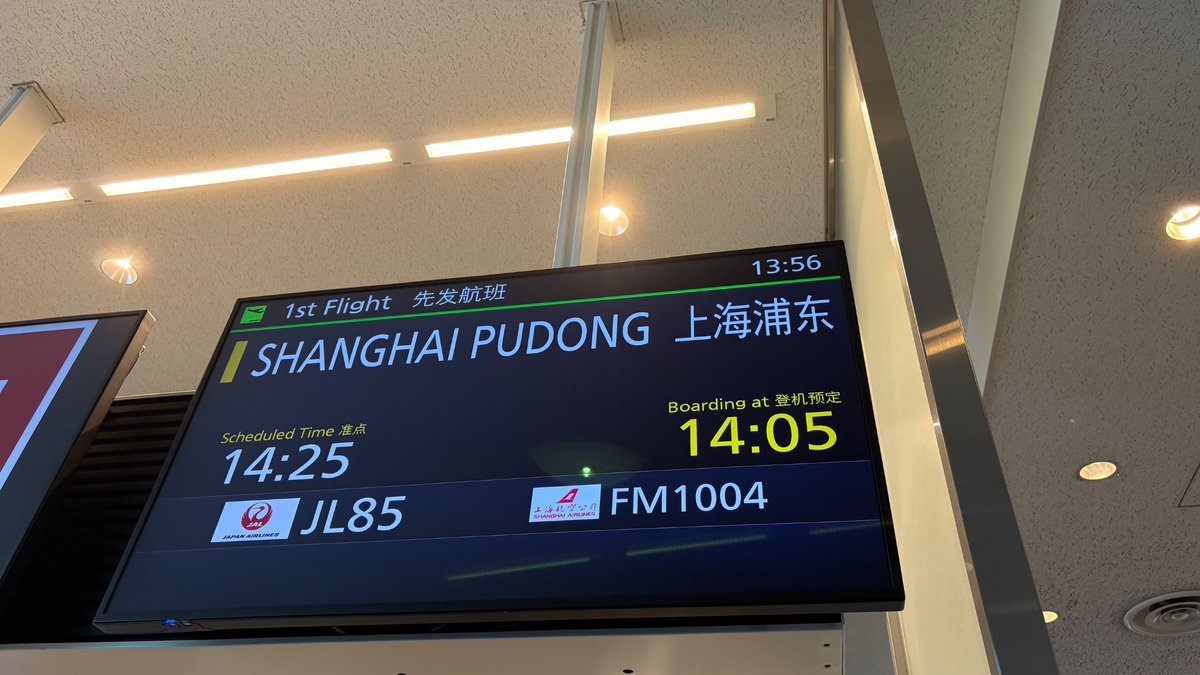 1st Flight 先发航班 13:56
SHANGHAI PUDONG 上海浦东
Scheduled Time 准点
14:25
Boarding at 登机预定
14:05
JAL
JAPAN AIRLINES
JL85
上海航空公司
SHANGHAI AIRLINES
FM1004